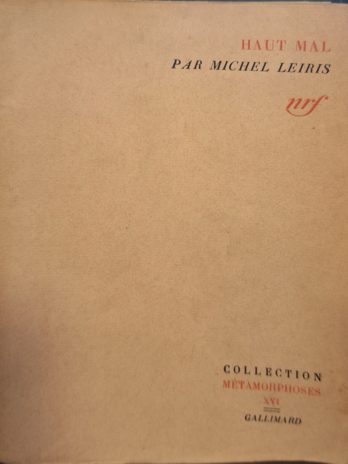 HAUT MAL
PAR MICHEL LEIRIS
nrf
COLLECTION
MÉTAMORPHOSES
XVI
GALLIMARD